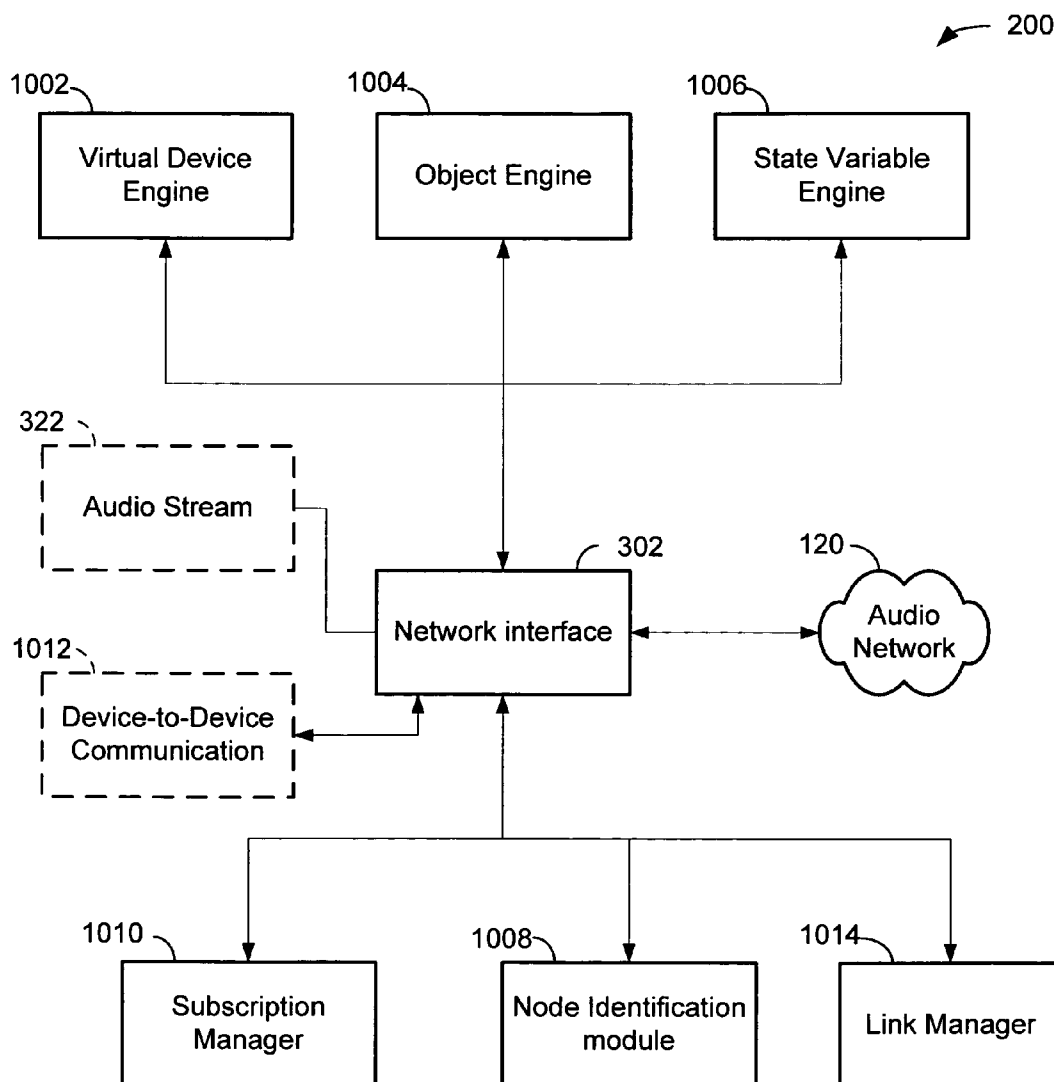 200
1002
1004
1006
Virtual Device
Engine
Object Engine
State Variable
Engine
322
Audio Stream
302
120
Network interface
Audio
Network
1012
Device-to-Device
Communication
1010
1008
1014
Subscription
Manager
Node Identification
module
Link Manager